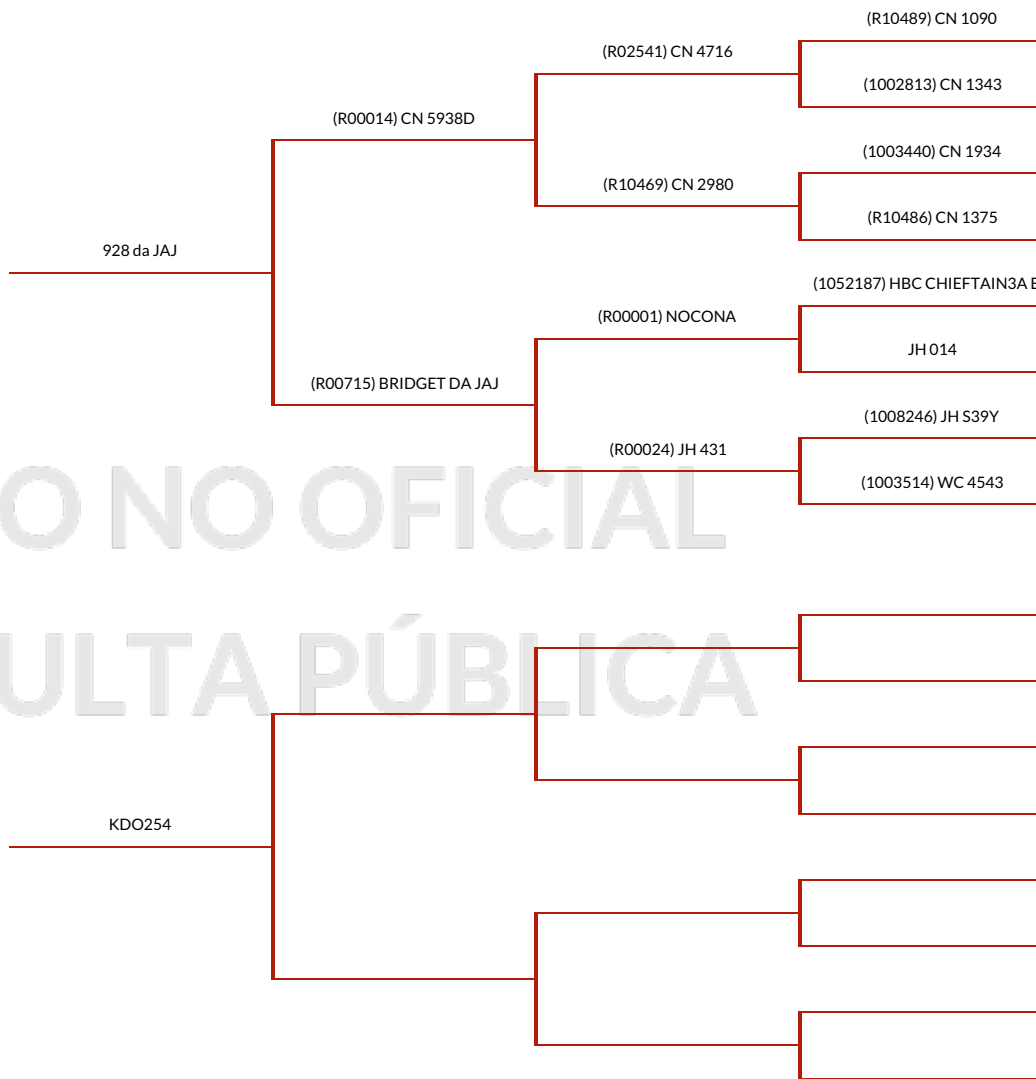 (R10489) CN 1090
(R02541) CN 4716
(1002813) CN 1343
(R00014) CN 5938D
(1003440) CN 1934
(R10469) CN 2980
(R10486) CN 1375
928 da JAJ
(1052187) HBC CHIEFTAIN3A E
(R00001) NOCONA
JH 014
(R00715) BRIDGET DA JAJ
(1008246) JH S39Y
(R00024) JH 431
(1003514) WC 4543
O NO OFICIAL
ULTA PÚBLICA
KDO254